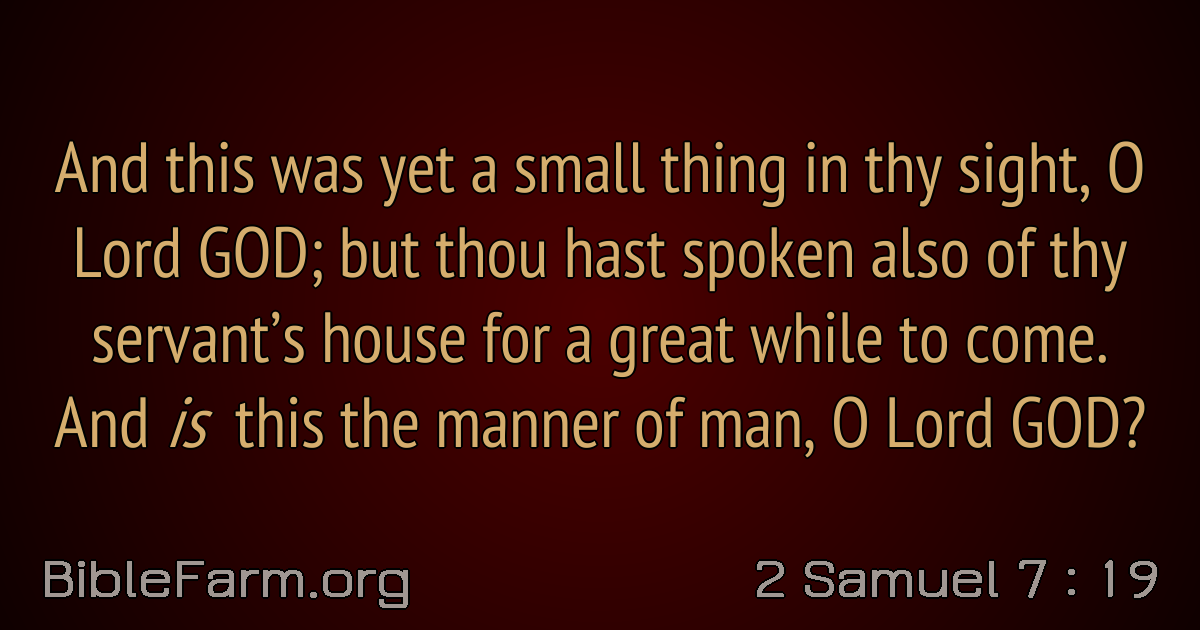 And this was yet a small thing in thy sight, O
Lord GOD; but thou hast spoken also of thy
servant’s house for a great while to come.
And is this the manner of man, O Lord GOD?
BibleFarm.org
2 Samuel 7 : 19